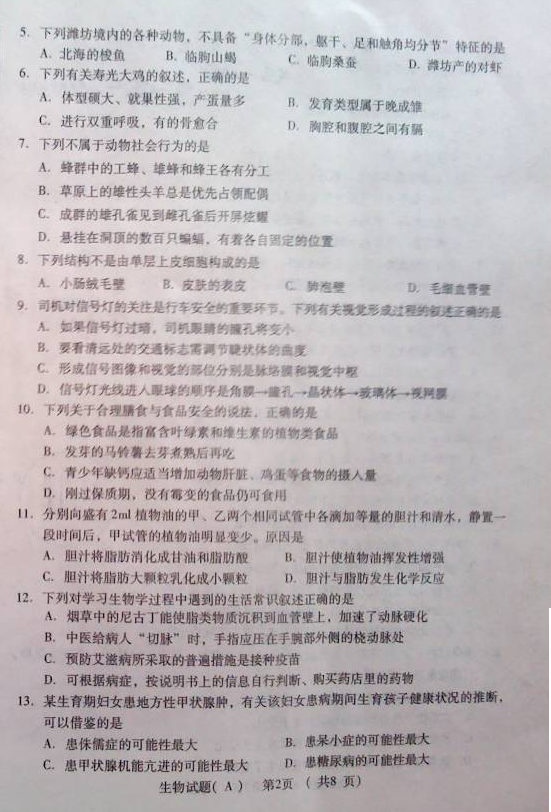 5. 下列潍坊境内的各种动物，不具备“身体分部，躯干、足和触角均分节”特征的是
A. 北海的梭鱼 B. 临朐山蝎 C. 临朐桑蚕 D. 潍坊产的对虾
6. 下列有关寿光大鸡的叙述，正确的是
A. 体型硕大、就巢性强，产蛋量多 B. 发育类型属于晚成雏
C. 进行双重呼吸，有的骨愈合 D. 胸腔和腹腔之间有膈
7. 下列不属于动物社会行为的是
A. 蜂群中的工蜂、雄蜂和蜂王各有分工
B. 草原上的雄性头羊总是优先占领配偶
C. 成群的雄孔雀见到雌孔雀后开屏炫耀
D. 悬挂在洞顶的数百只蝙蝠，有着各自固定的位置
8. 下列结构不是由单层上皮细胞构成的是
A. 小肠绒毛壁 B. 皮肤的表皮 C. 肺泡壁 D. 毛细血管壁
9. 司机对信号灯的关注是行车安全的重要环节。下列有关视觉形成过程的叙述正确的是
A. 如果信号灯过暗，司机眼睛的瞳孔将变小
B. 要看清远处的交通标志需调节睫状体的曲度
C. 形成信号图像和视觉的部位分别是脉络膜和视觉中枢
D. 信号灯光线进入眼球的顺序是角膜→瞳孔→晶状体→玻璃体→视网膜
10. 下列关于合理膳食与食品安全的说法，正确的是
A. 绿色食品是指富含叶绿素和维生素的植物类食品
B. 发芽的马铃薯去芽煮熟后再吃
C. 青少年缺钙应适当增加动物肝脏、鸡蛋等食物的摄入量
D. 刚过保质期，没有霉变的食品仍可食用
11. 分别向盛有2ml植物油的甲、乙两个相同试管中各滴加等量的胆汁和清水，静置一
段时间后，甲试管的植物油明显变少。原因是
A. 胆汁将脂肪消化成甘油和脂肪酸 B. 胆汁使植物油挥发性增强
C. 胆汁将脂肪大颗粒乳化成小颗粒 D. 胆汁与脂肪发生化学反应
12. 下列对学习生物学过程中遇到的生活常识叙述正确的是
A. 烟草中的尼古丁能使脂类物质沉积到血管壁上，加速了动脉硬化
B. 中医给病人“切脉”时，手指应压在手腕部外侧的桡动脉处
C. 预防艾滋病所采取的普遍措施是接种疫苗
D. 可根据病症，按说明书上的信息自行判断、购买药店里的药物
13. 某生育期妇女患地方性甲状腺肿，有关该妇女患病期间生育孩子健康状况的推断，
可以借鉴的是
A. 患侏儒症的可能性最大 B. 患呆小症的可能性最大
C. 患甲状腺机能亢进的可能性最大 D. 患糖尿病的可能性最大
生物试题(A) 第2页 (共8页)